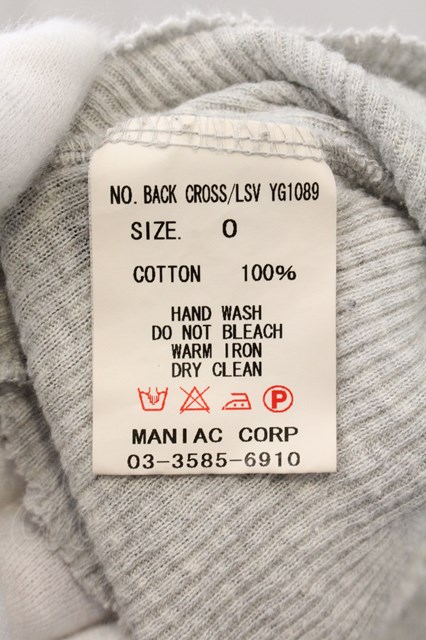 NO. BACK CROSS/LSV YG1089
SIZE. 0
COTTON 100%
HAND WASH
DO NOT BLEACH
WARM IRON
DRY CLEAN
P
MANIAC CORP
03-3585-6910